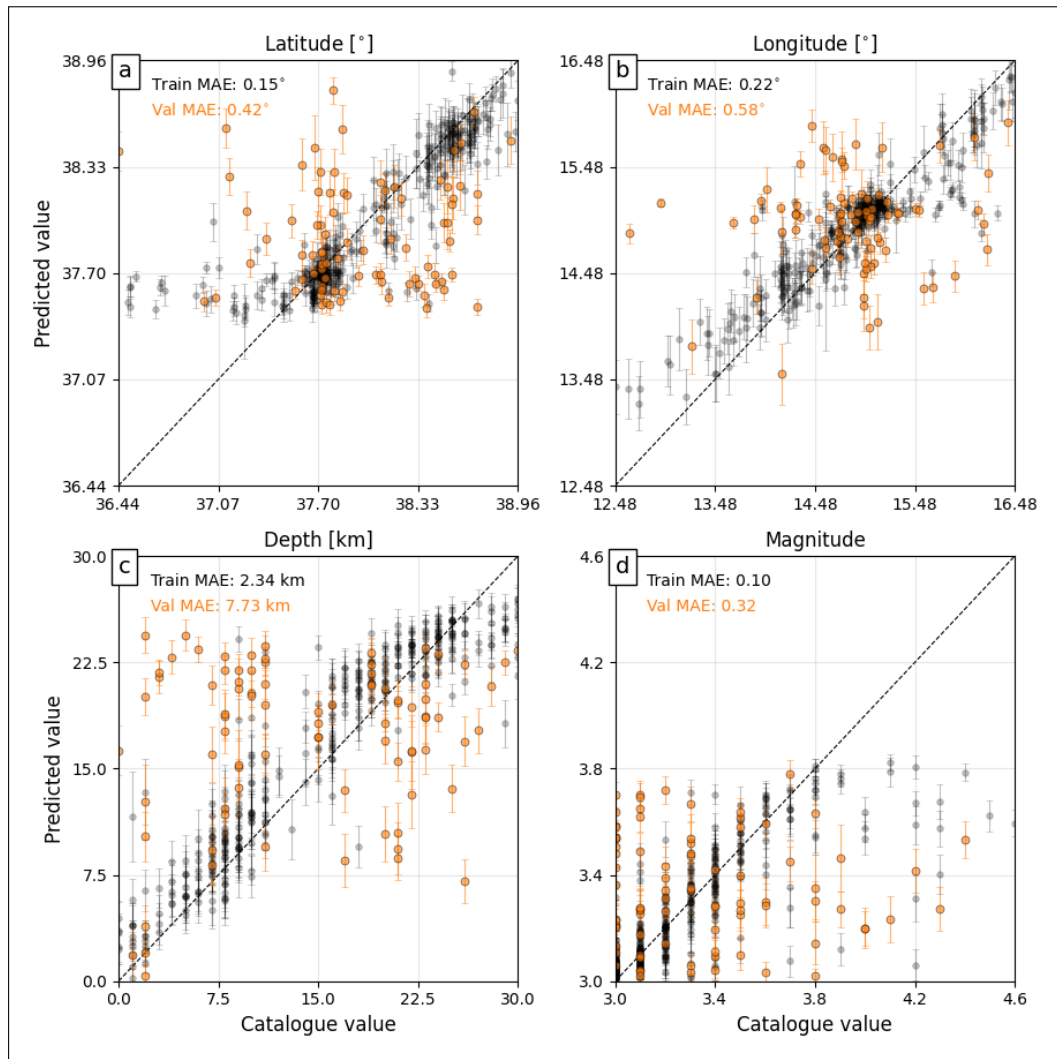 Latitude [°]
a
Train MAE: 0.15°
Val MAE: 0.42°
38.96
38.33
37.70
37.07
36.44
36.44 37.07 37.70 38.33 38.96
Predicted value
Longitude [°]
b
Train MAE: 0.22°
Val MAE: 0.58°
16.48
15.48
14.48
13.48
12.48
12.48 13.48 14.48 15.48 16.48
Depth [km]
c
Train MAE: 2.34 km
Val MAE: 7.73 km
30.0
22.5
15.0
7.5
0.0
0.0 7.5 15.0 22.5 30.0
Predicted value
Catalogue value
Magnitude
d
Train MAE: 0.10
Val MAE: 0.32
4.6
4.2
3.8
3.4
3.0
3.0 3.4 3.8 4.2 4.6
Catalogue value